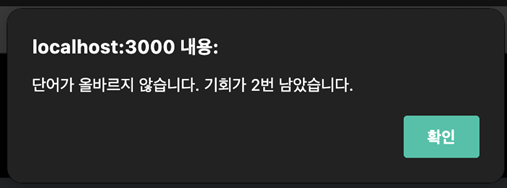 localhost:3000 내용:
단어가 올바르지 않습니다. 기회가 2번 남았습니다.
확인